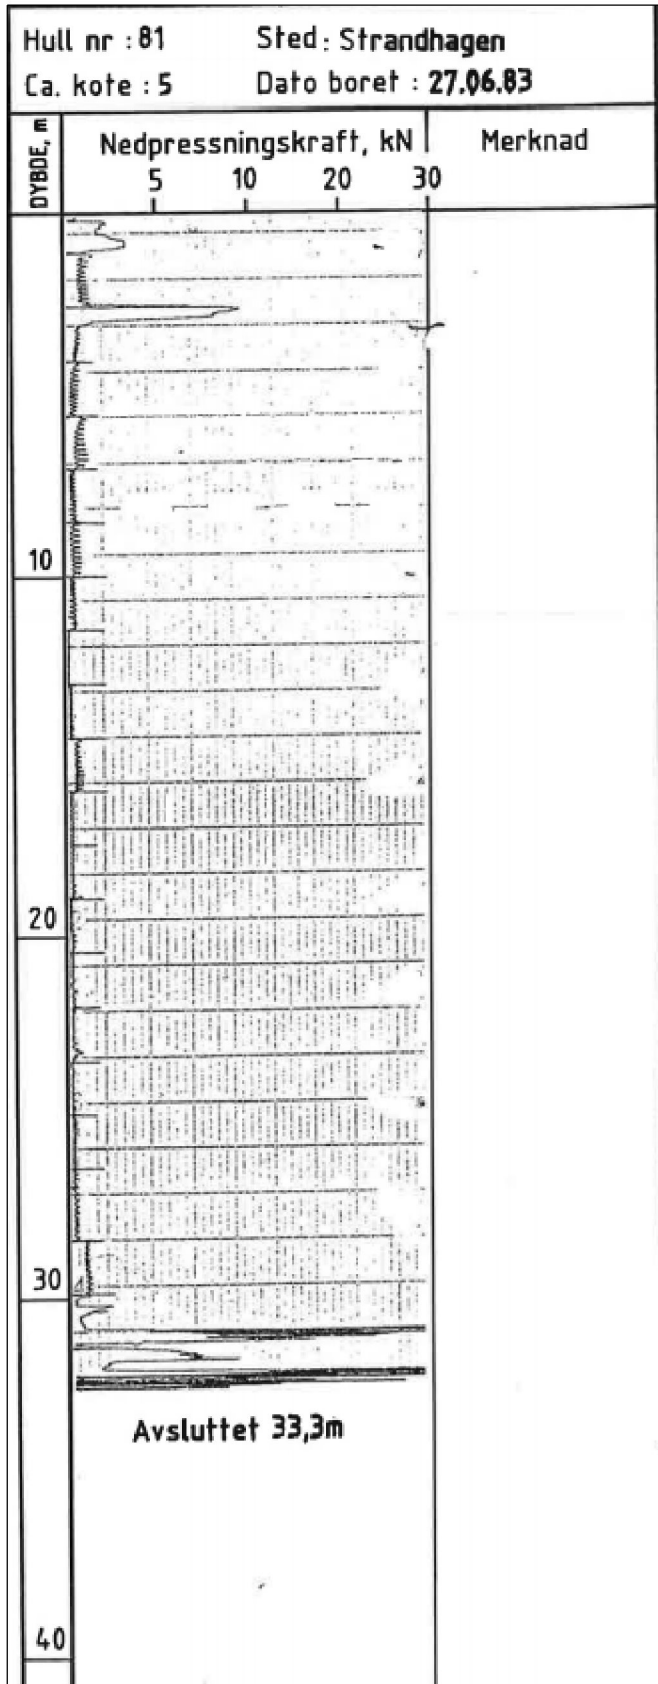 Hull nr : 81 Sted : Strandhagen
Ca. kote : 5 Dato boret : 27.06.83
DYBDE, m
Nedpressningskraft, kN Merknad
5 10 20 30
10
20
30
Avsluttet 33,3m
40